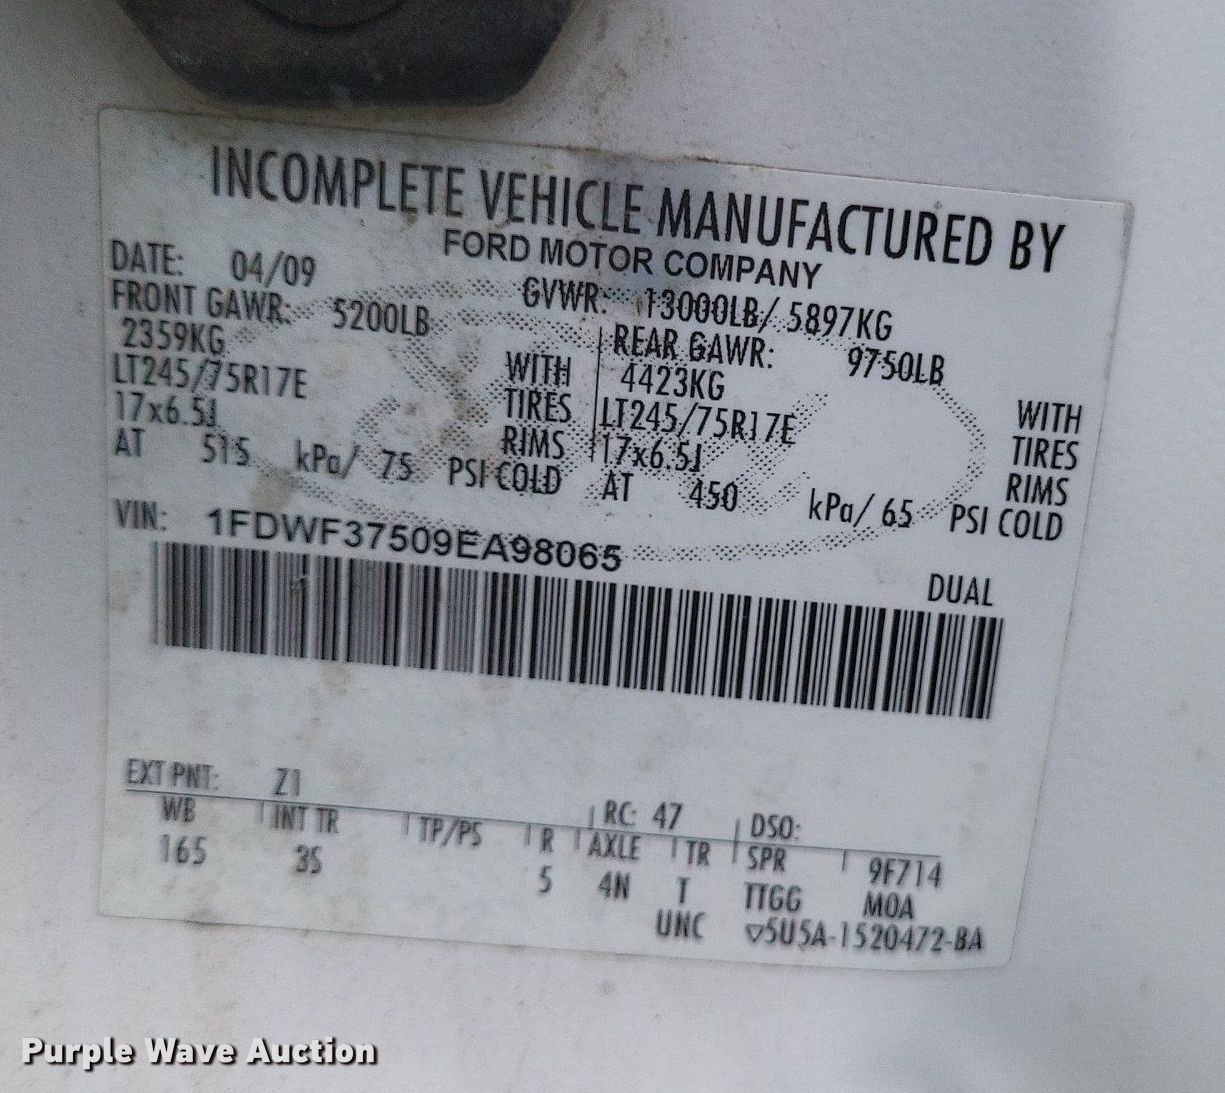 INCOMPLETE VEHICLE MANUFACTURED BY
FORD MOTOR COMPANY
DATE: 04/09 GVWR: 13000LB/ 5897KG
FRONT GAWR: 5200LB REAR GAWR: 9750LB
2359KG WITH 4423KG WITH
LT245/75R17E TIRES LT245/75R17E TIRES
17x6.5J RIMS 17x6.5J RIMS
AT 515 kPa/ 75 PSI COLD AT 450 kPa/ 65 PSI COLD
VIN: 1FDWF37509EA98065
DUAL
EXT PNT: Z1 RC: 47 DSO:
WB INT TR TP/PS R AXLE TR SPR 9F714
165 3S 5 4N T TTGG MOA
UNC ▽5U5A-1520472-BA
Purple Wave Auction